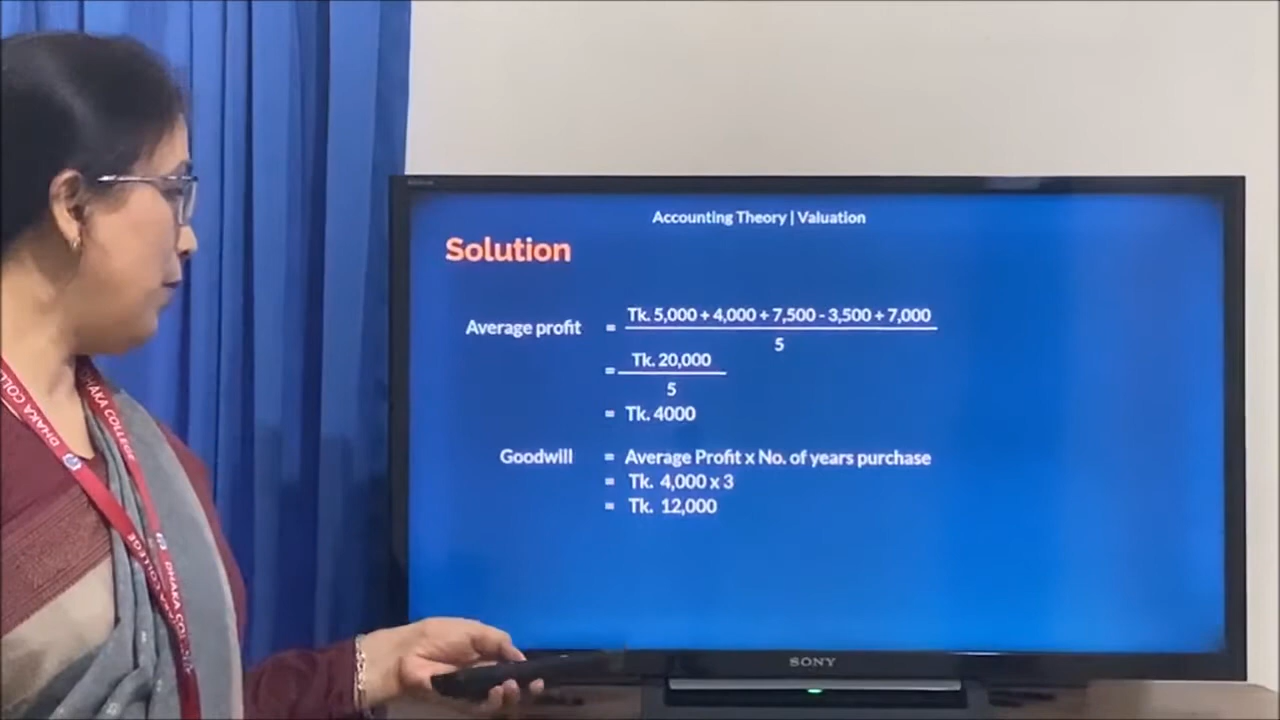 Accounting Theory | Valuation
Solution
Average profit = Tk. 5,000 + 4,000 + 7,500 - 3,500 + 7,000
5
= Tk. 20,000
5
= Tk. 4000
Goodwill = Average Profit x No. of years purchase
= Tk. 4,000 x 3
= Tk. 12,000
SONY
DHAKA COLLEGE
DHAKA COLLEGE